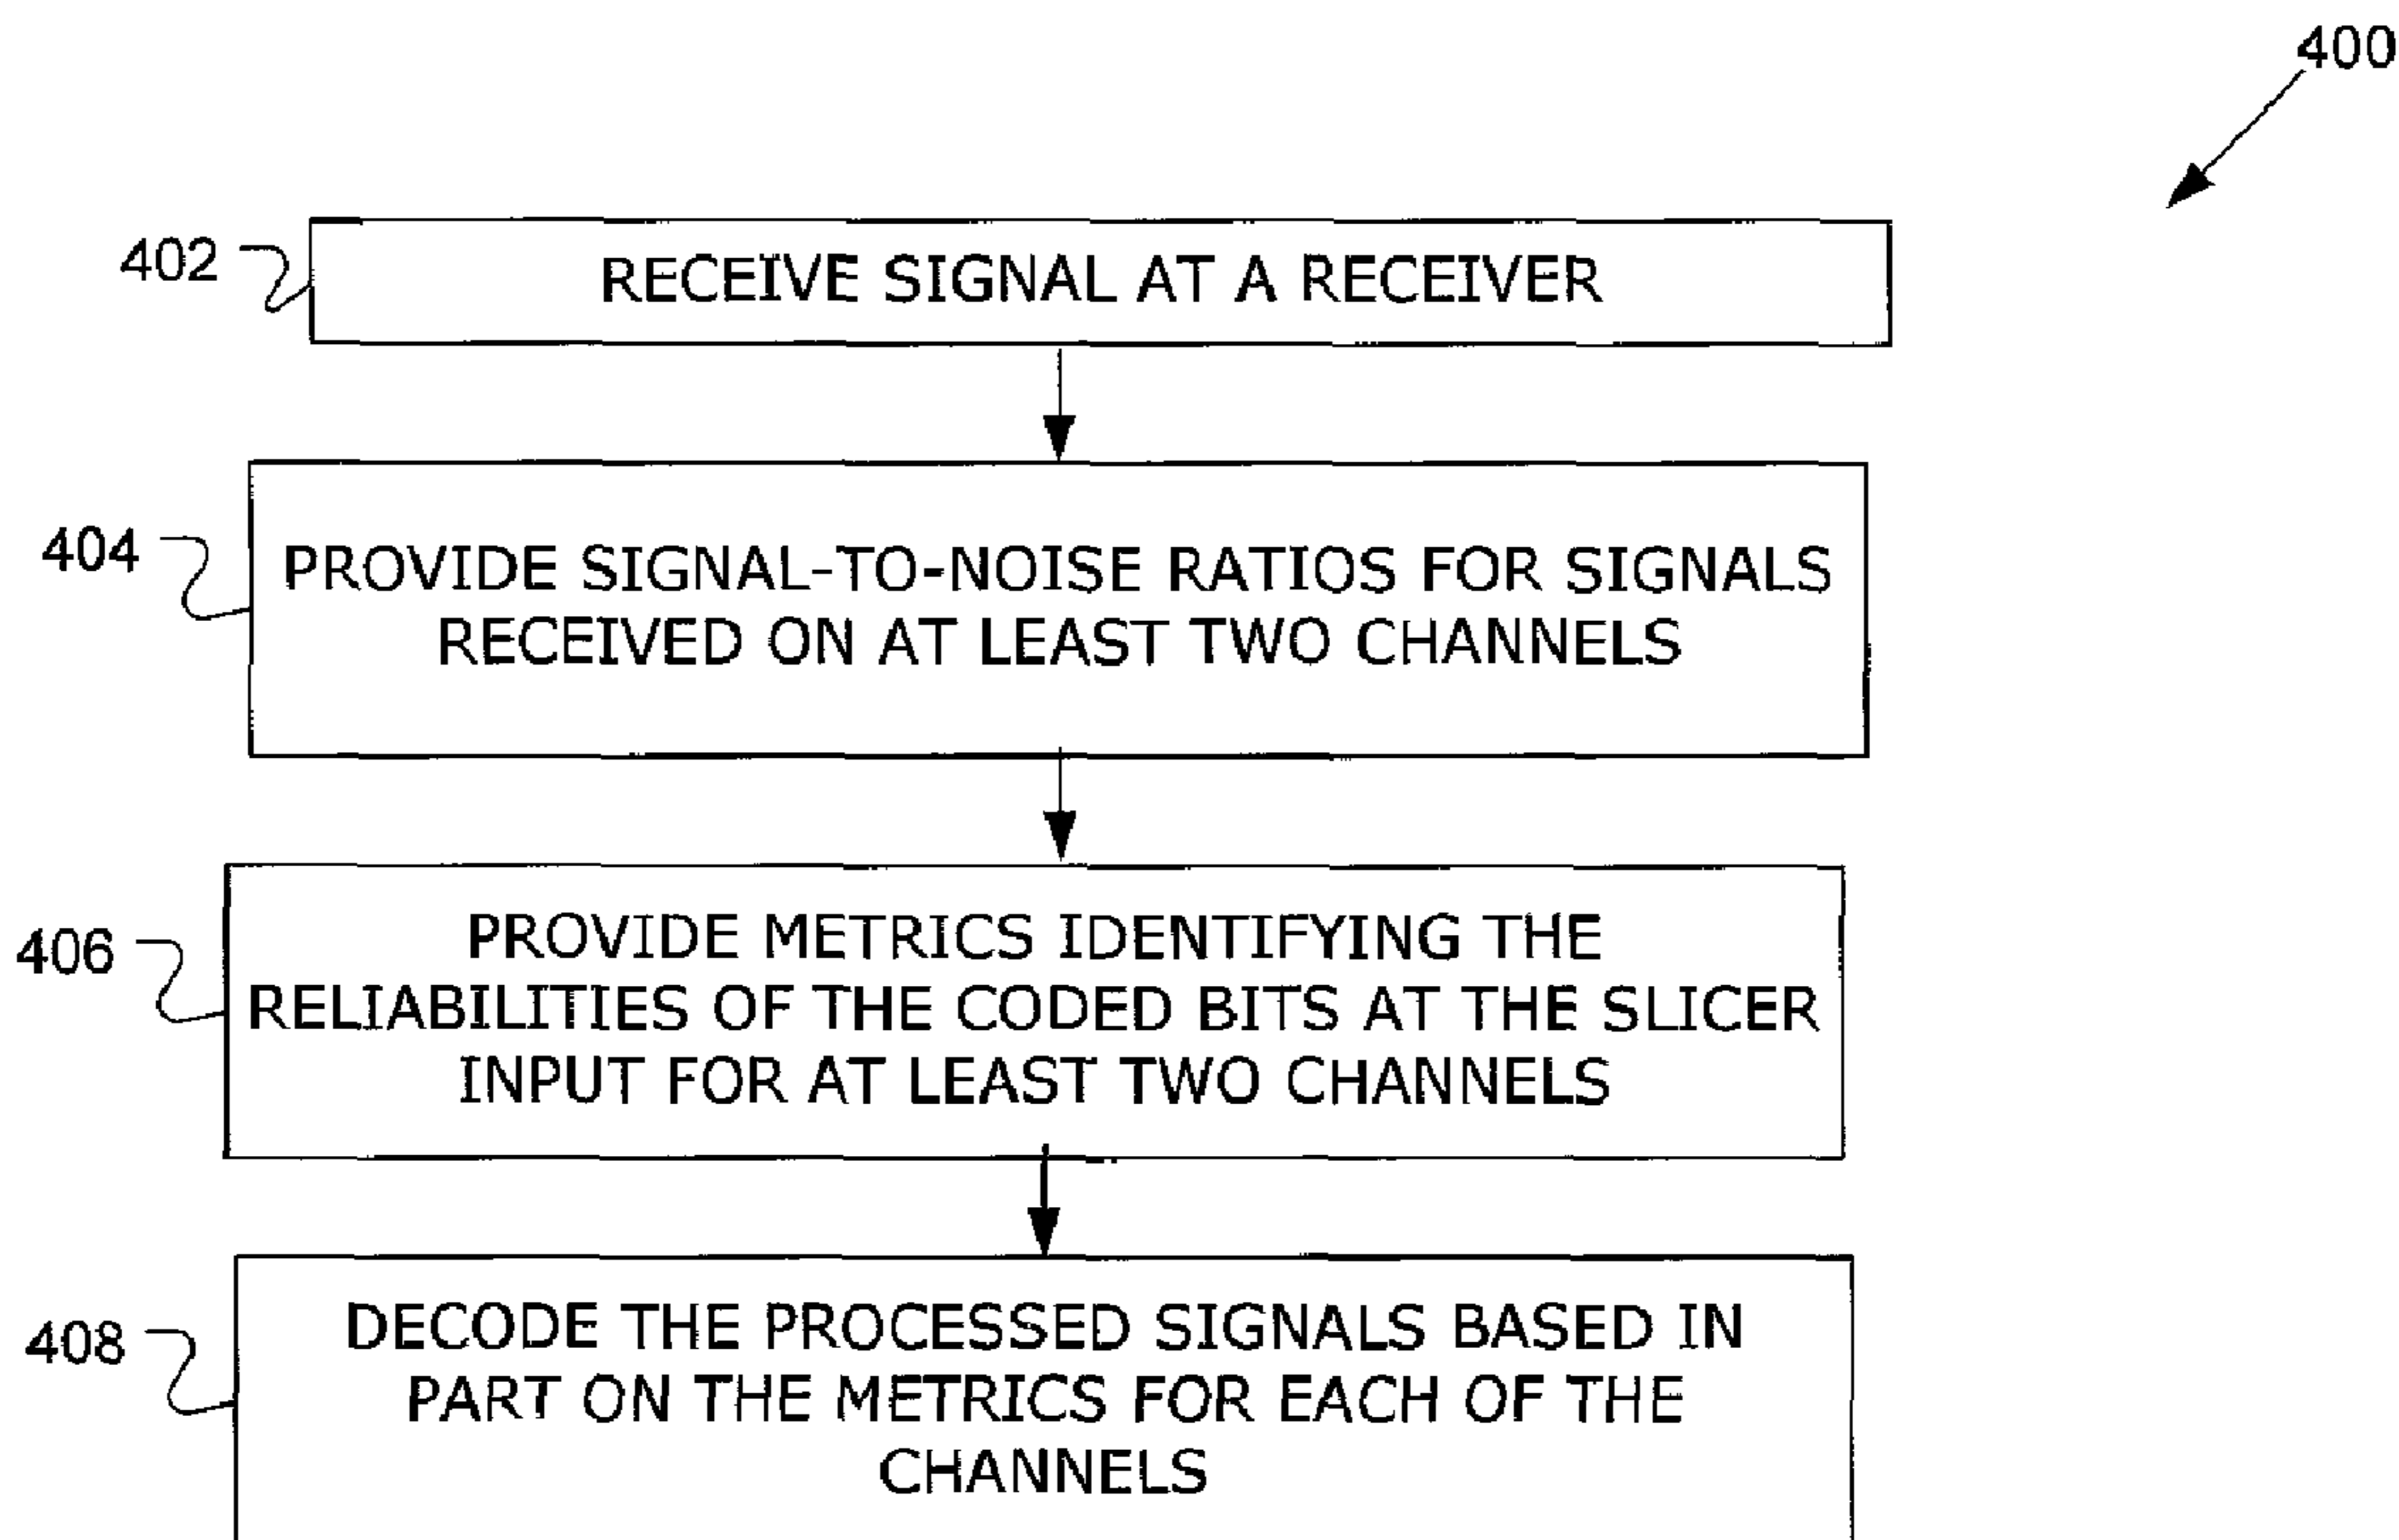 400
402
RECEIVE SIGNAL AT A RECEIVER
404
PROVIDE SIGNAL-TO-NOISE RATIOS FOR SIGNALS
RECEIVED ON AT LEAST TWO CHANNELS
406
PROVIDE METRICS IDENTIFYING THE
RELIABILITIES OF THE CODED BITS AT THE SLICER
INPUT FOR AT LEAST TWO CHANNELS
408
DECODE THE PROCESSED SIGNALS BASED IN
PART ON THE METRICS FOR EACH OF THE
CHANNELS